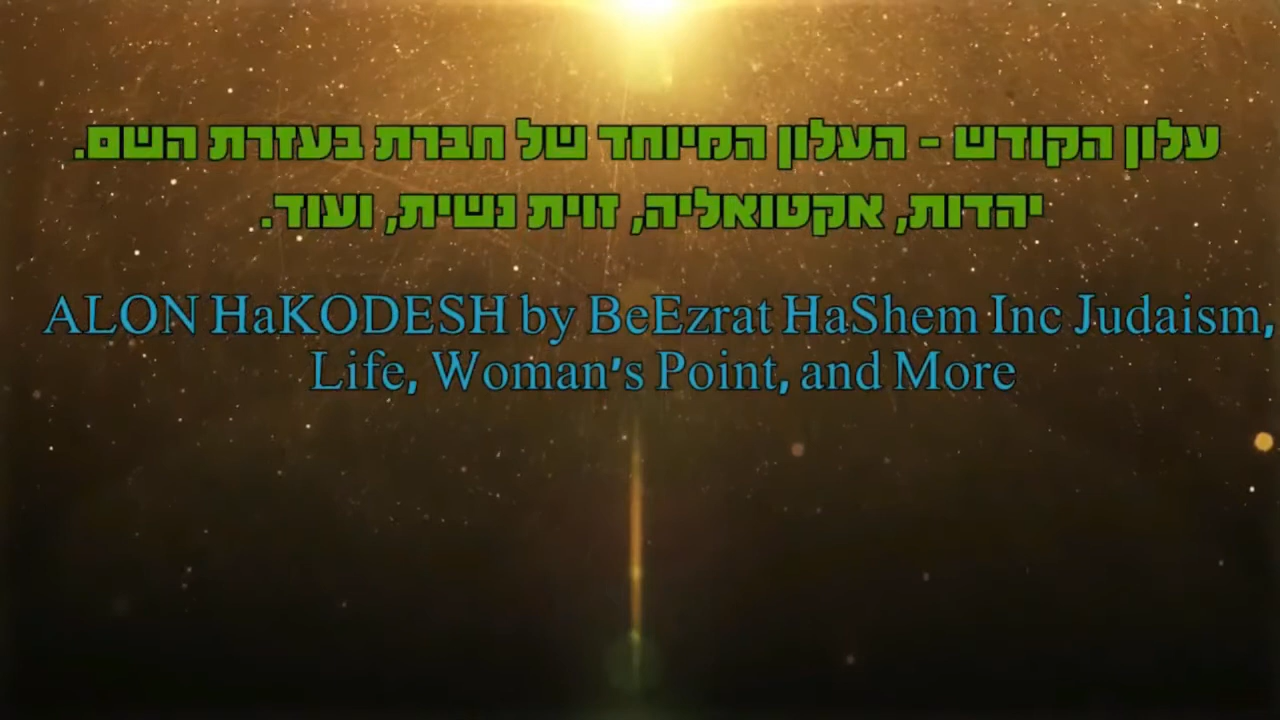 עלון הקודש - העלון המיוחד של חברת בעזרת השם.
יהדות, אקטואליה, זוית נשית, ועוד.
ALON HaKODESH by BeEzrat HaShem Inc Judaism,
Life, Woman's Point, and More